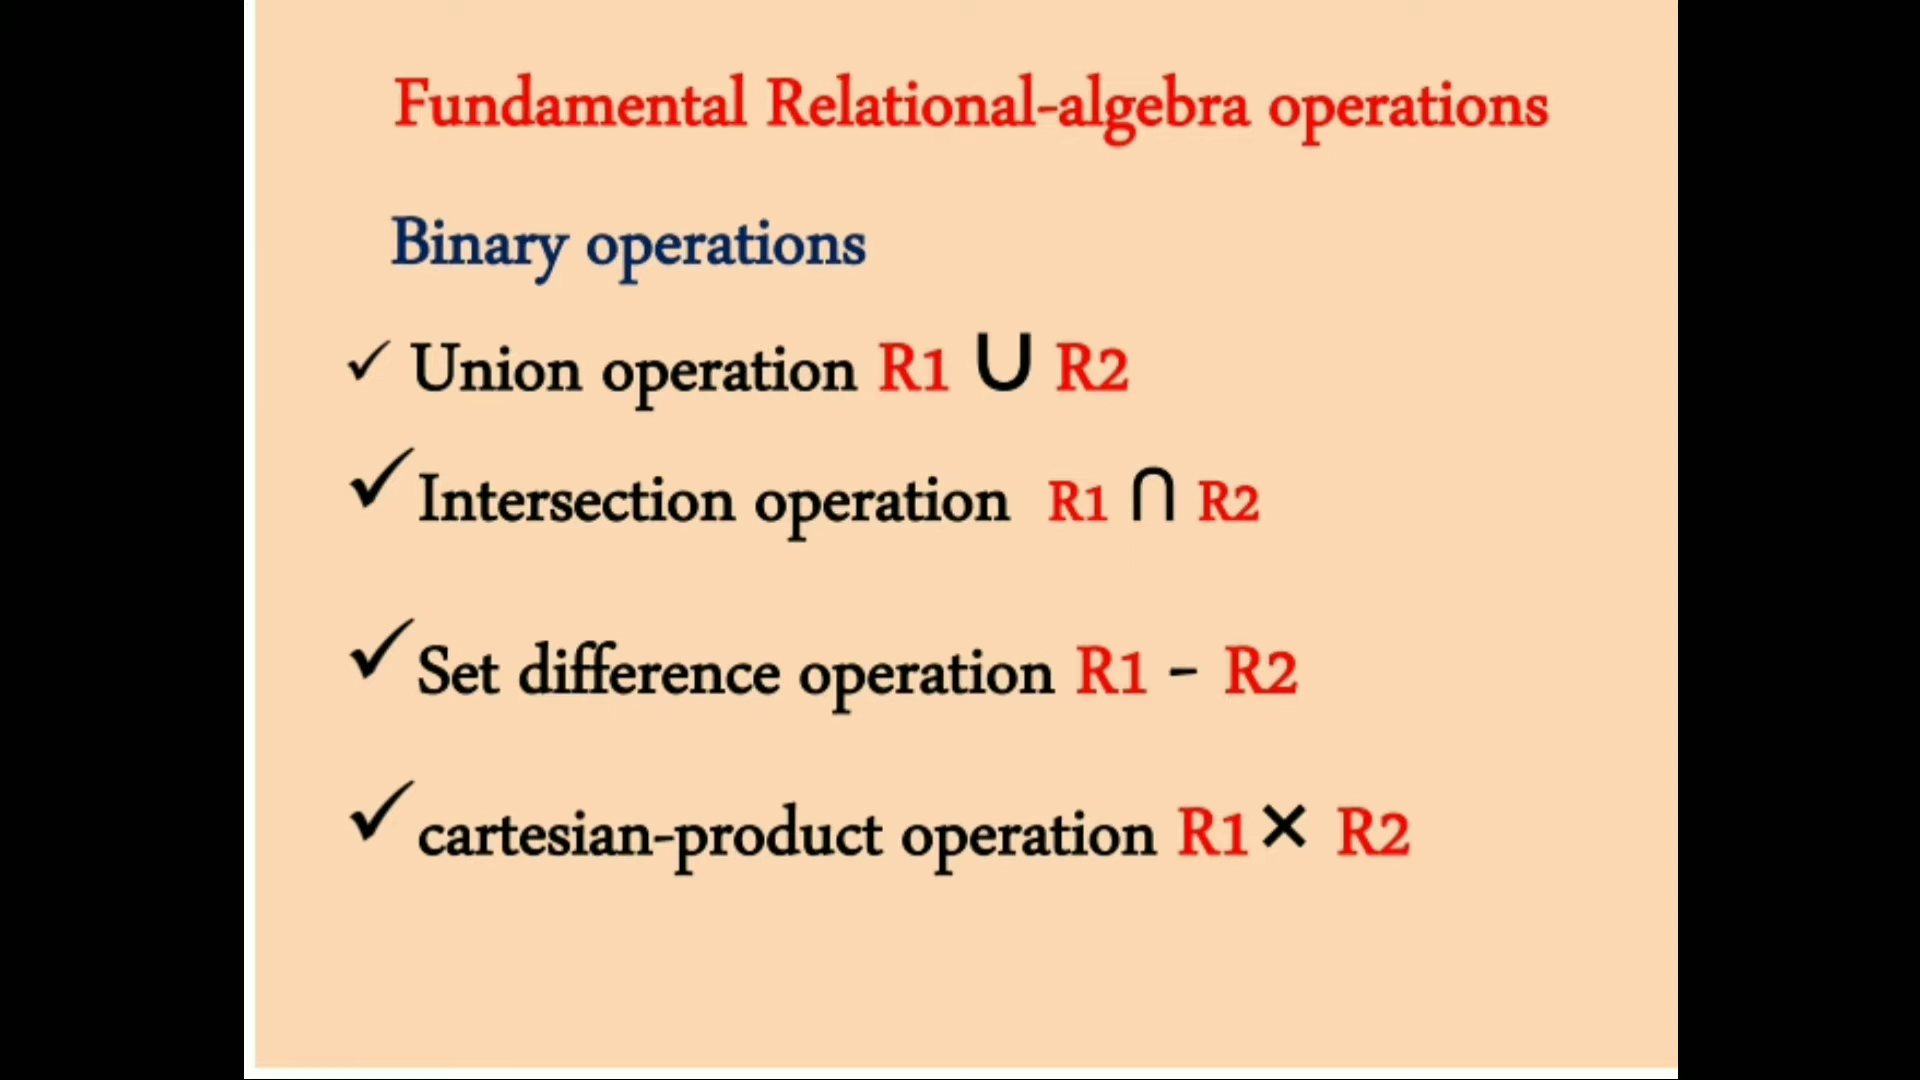 Fundamental Relational-algebra operations
Binary operations
✓ Union operation R1 ∪ R2
✓ Intersection operation R1 ∩ R2
✓ Set difference operation R1 - R2
✓ cartesian-product operation R1 × R2